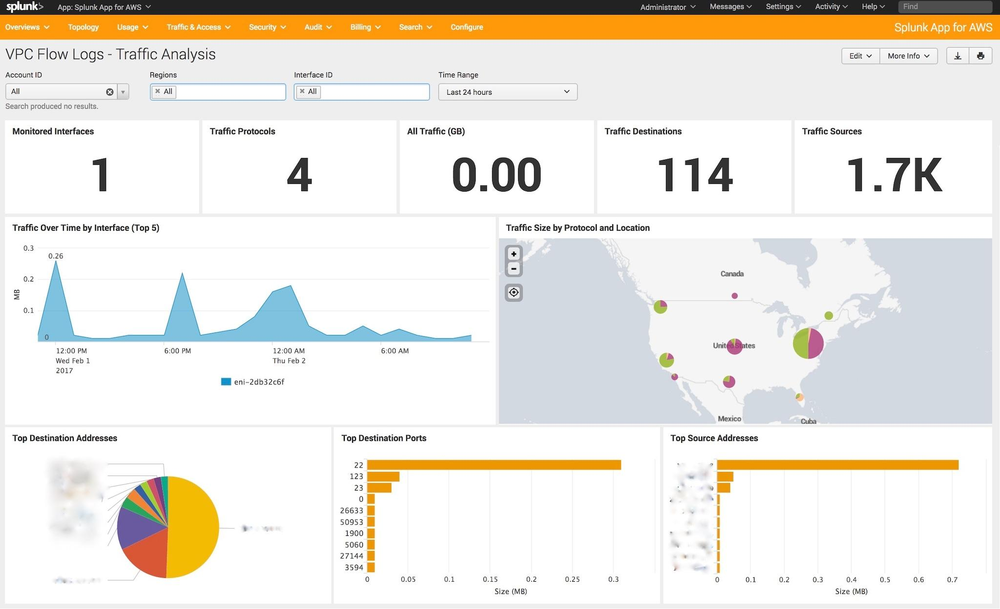 splunk> App: Splunk App for AWS Administrator Messages Settings Activity Help Find
Overviews Topology Usage Traffic & Access Security Audit Billing Search Configure Splunk App for AWS
VPC Flow Logs - Traffic Analysis
Edit More Info
Account ID Regions Interface ID Time Range
All All All Last 24 hours
Search produced no results.
Monitored Interfaces
1
Traffic Protocols
4
All Traffic (GB)
0.00
Traffic Destinations
114
Traffic Sources
1.7K
Traffic Over Time by Interface (Top 5)
0.3
0.26
0.2
MB
0.1
0
12:00 PM 6:00 PM 12:00 AM 6:00 AM
Wed Feb 1 Thu Feb 2
2017
eni-2db32c6f
Traffic Size by Protocol and Location
Canada
United States
Mexico
Cuba
Top Destination Addresses
Top Destination Ports
22
123
23
0
26633
50953
1900
5060
27144
3594
0 0.05 0.1 0.15 0.2 0.25 0.3
Size (MB)
Top Source Addresses
0 0.1 0.2 0.3 0.4 0.5 0.6 0.7
Size (MB)